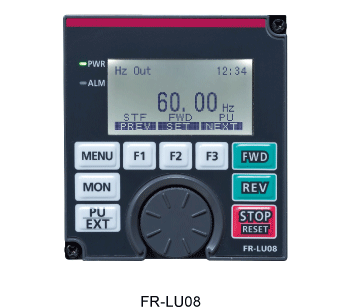 PWR
Hz Out 12:34
ALM
60.00 Hz
STF FWD PU
PREV SET NEXT
MENU F1 F2 F3 FWD
MON REV
PU
EXT
STOP
RESET
FR-LU08
FR-LU08